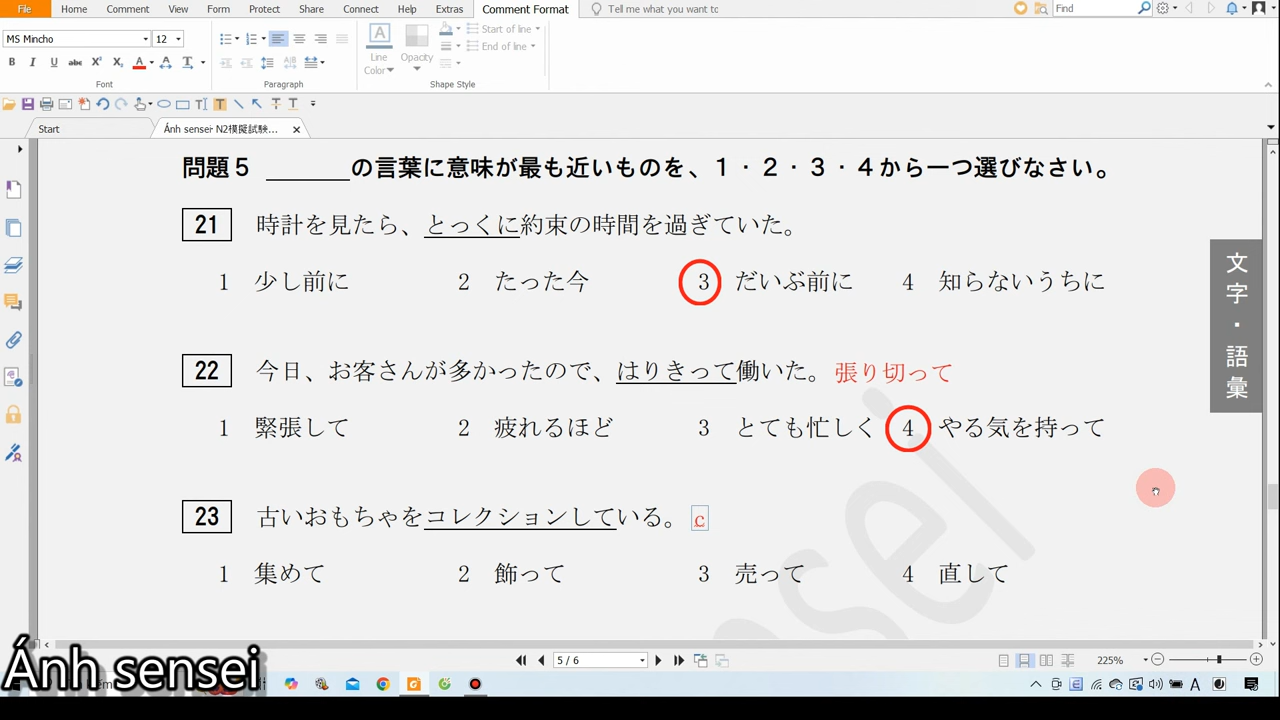 File Home Comment View Form Protect Share Connect Help Extras Comment Format Tell me what you want to Find
MS Mincho 12 Line Color Opacity Start of line End of line
Font Paragraph Shape Style
Start Ánh sensei N2模擬試験...
問題５ ＿＿＿の言葉に意味が最も近いものを、１・２・３・４から一つ選びなさい。
21 時計を見たら、とっくに約束の時間を過ぎていた。
1 少し前に 2 たった今 3 だいぶ前に 4 知らないうちに
22 今日、お客さんが多かったので、はりきって働いた。 張り切って
1 緊張して 2 疲れるほど 3 とても忙しく 4 やる気を持って
23 古いおもちゃをコレクションしている。 c
1 集めて 2 飾って 3 売って 4 直して
文字・語彙
sensei
5 / 6 225%
Ánh sensei